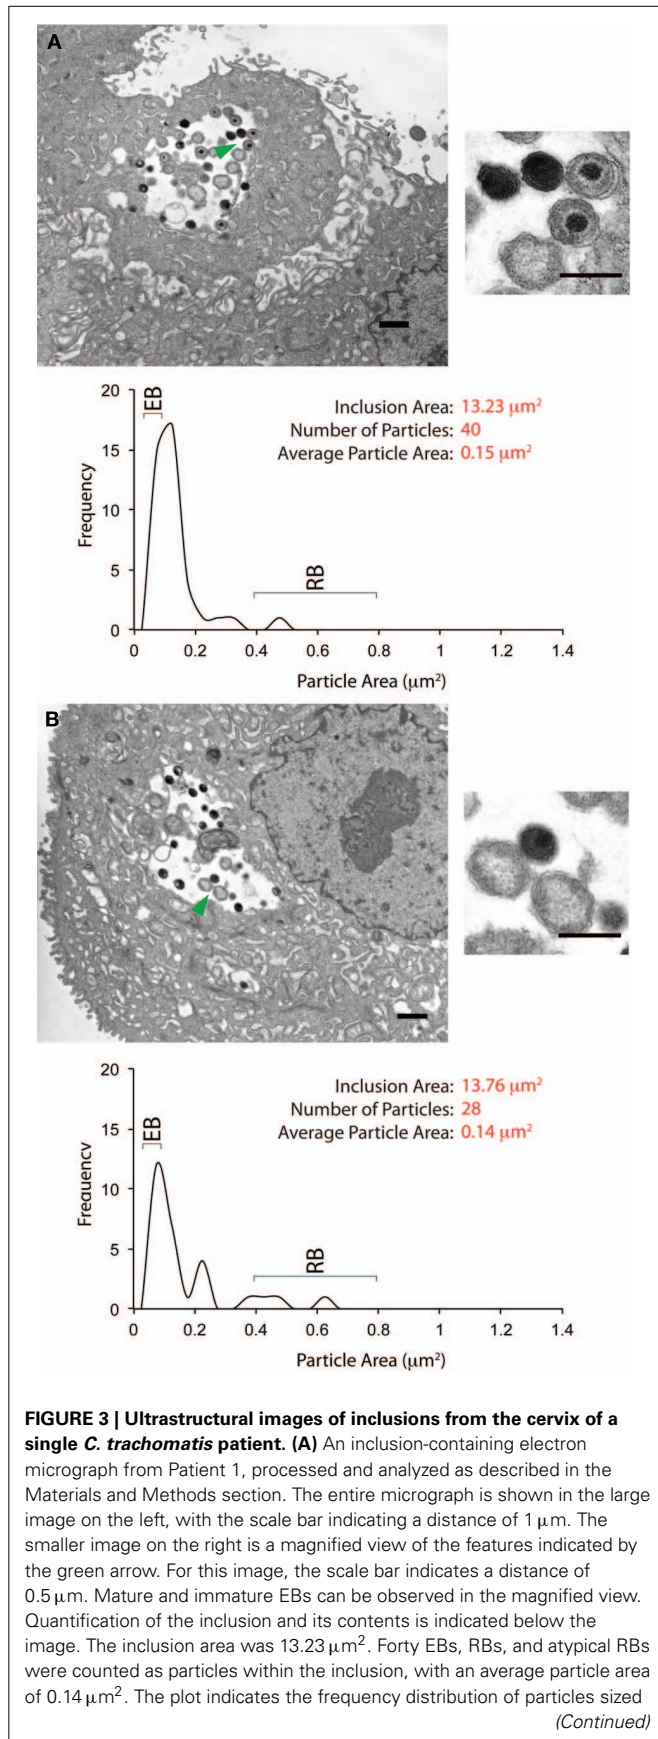 A
20
15
10
5
0
Frequency
EB
Inclusion Area: 13.23 μm²
Number of Particles: 40
Average Particle Area: 0.15 μm²
RB
0 0.2 0.4 0.6 0.8 1 1.2 1.4
Particle Area (μm²)
B
20
15
10
5
0
Frequency
EB
Inclusion Area: 13.76 μm²
Number of Particles: 28
Average Particle Area: 0.14 μm²
RB
0 0.2 0.4 0.6 0.8 1 1.2 1.4
Particle Area (μm²)
FIGURE 3 | Ultrastructural images of inclusions from the cervix of a
single C. trachomatis patient. (A) An inclusion-containing electron
micrograph from Patient 1, processed and analyzed as described in the
Materials and Methods section. The entire micrograph is shown in the large
image on the left, with the scale bar indicating a distance of 1 μm. The
smaller image on the right is a magnified view of the features indicated by
the green arrow. For this image, the scale bar indicates a distance of
0.5 μm. Mature and immature EBs can be observed in the magnified view.
Quantification of the inclusion and its contents is indicated below the
image. The inclusion area was 13.23 μm². Forty EBs, RBs, and atypical RBs
were counted as particles within the inclusion, with an average particle area
of 0.14 μm². The plot indicates the frequency distribution of particles sized
(Continued)